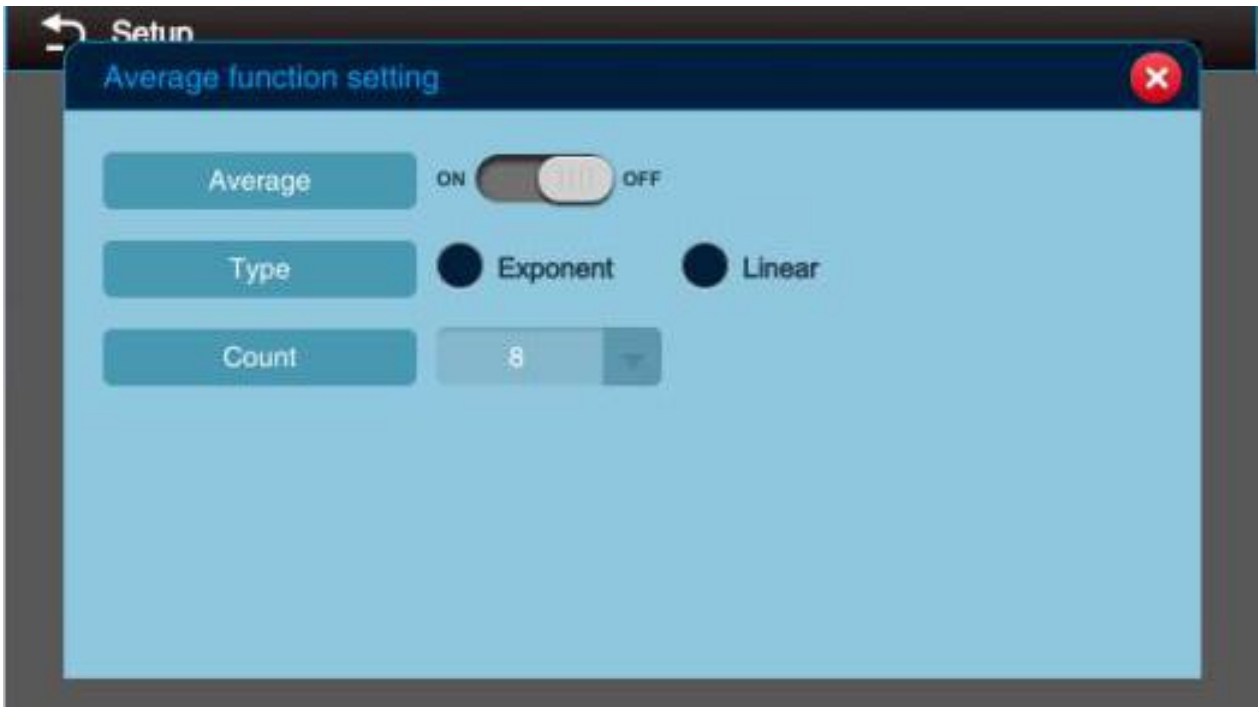 Setup
Average function setting
Average ON OFF
Type Exponent Linear
Count 8